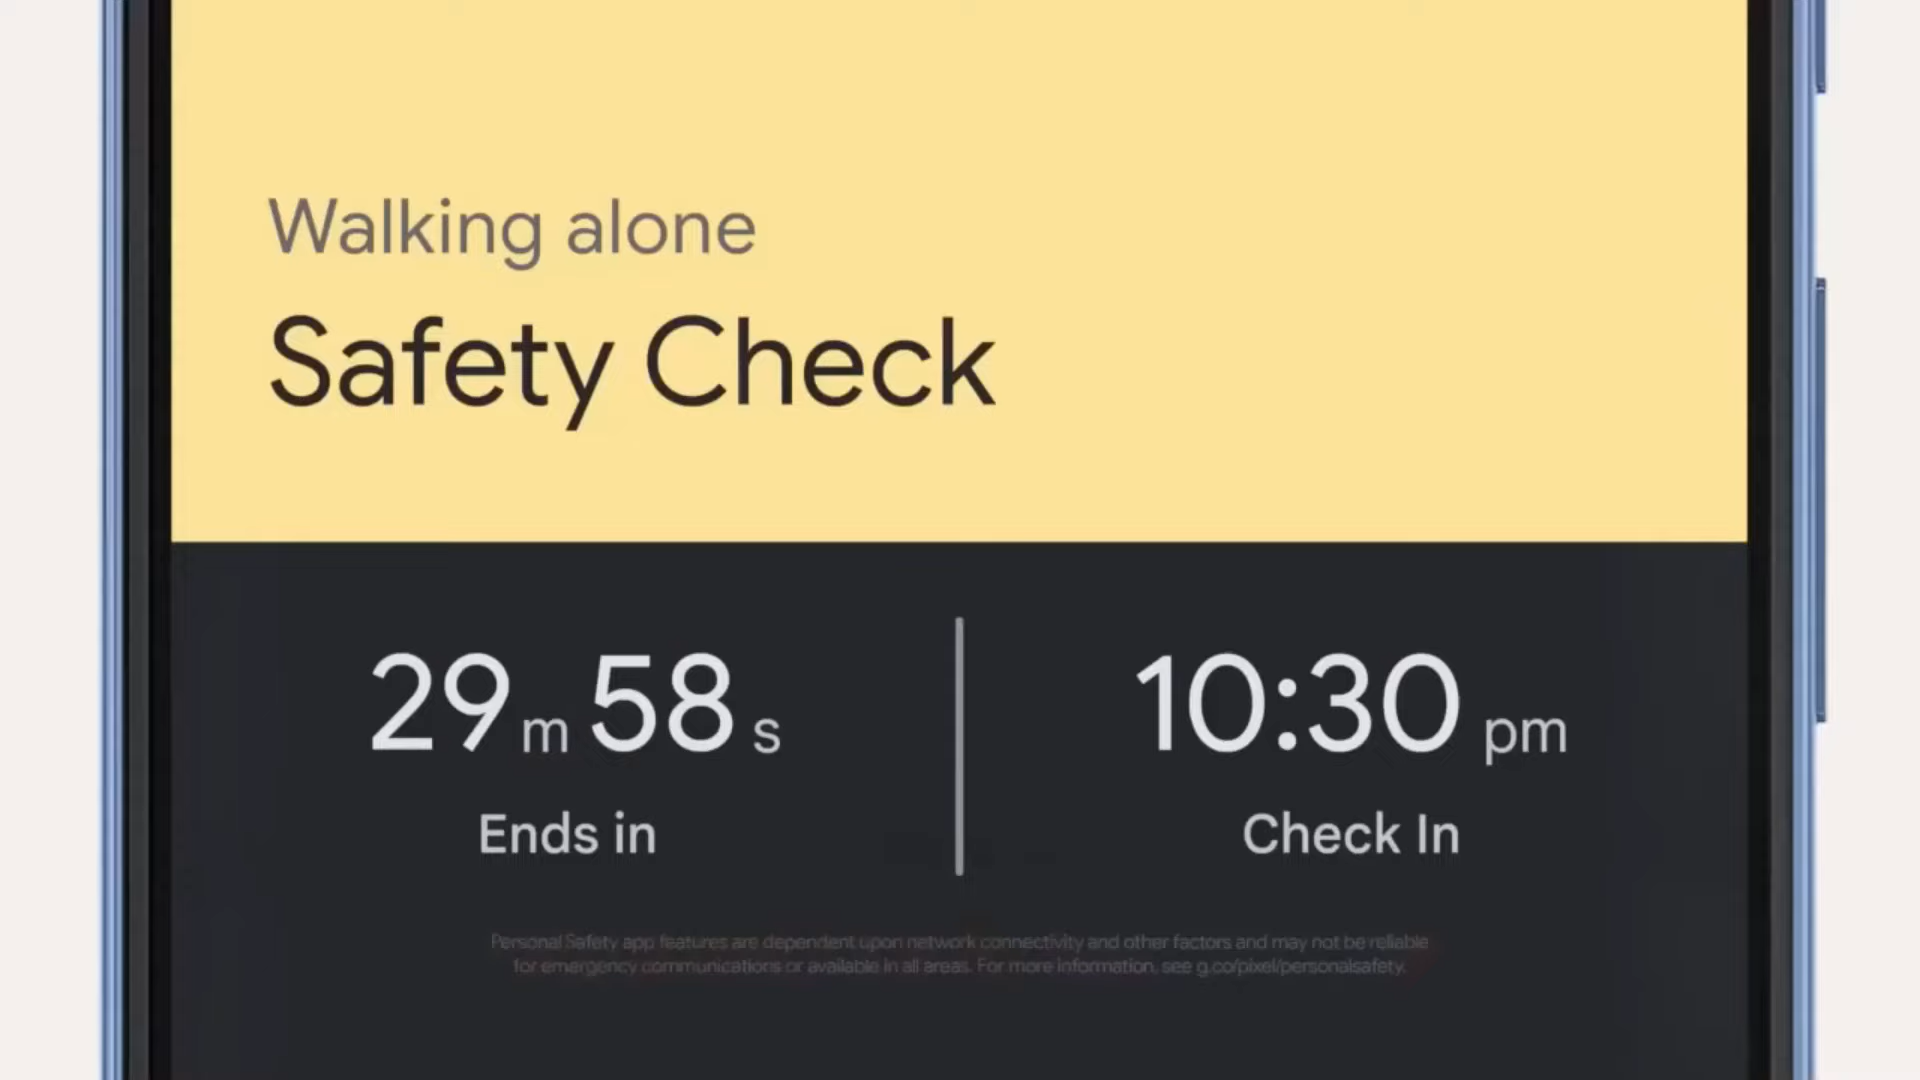 Walking alone
Safety Check
29 m 58 s
Ends in
10:30 pm
Check In
Personal Safety app features are dependent upon network connectivity and other factors and may not be reliable
for emergency communications or available in all areas. For more information, see g.co/pixel/personalsafety.